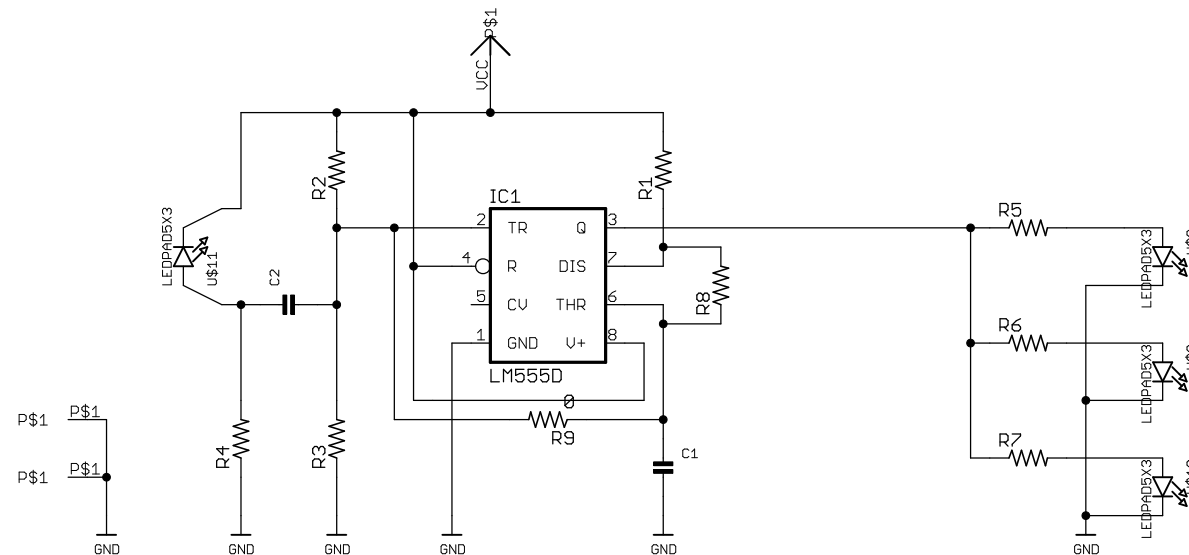 P$1
VCC
R2
R1
IC1
LM555D
2 TR
4 R
5 CV
1 GND
Q 3
DIS 7
THR 6
V+ 8
LEDPAD5X3
U$11
C2
R8
0
R9
C1
R4
R3
P$1 P$1
P$1 P$1
R5
LEDPAD5X3
R6
LEDPAD5X3
R7
LEDPAD5X3
GND
GND
GND
GND
GND
GND